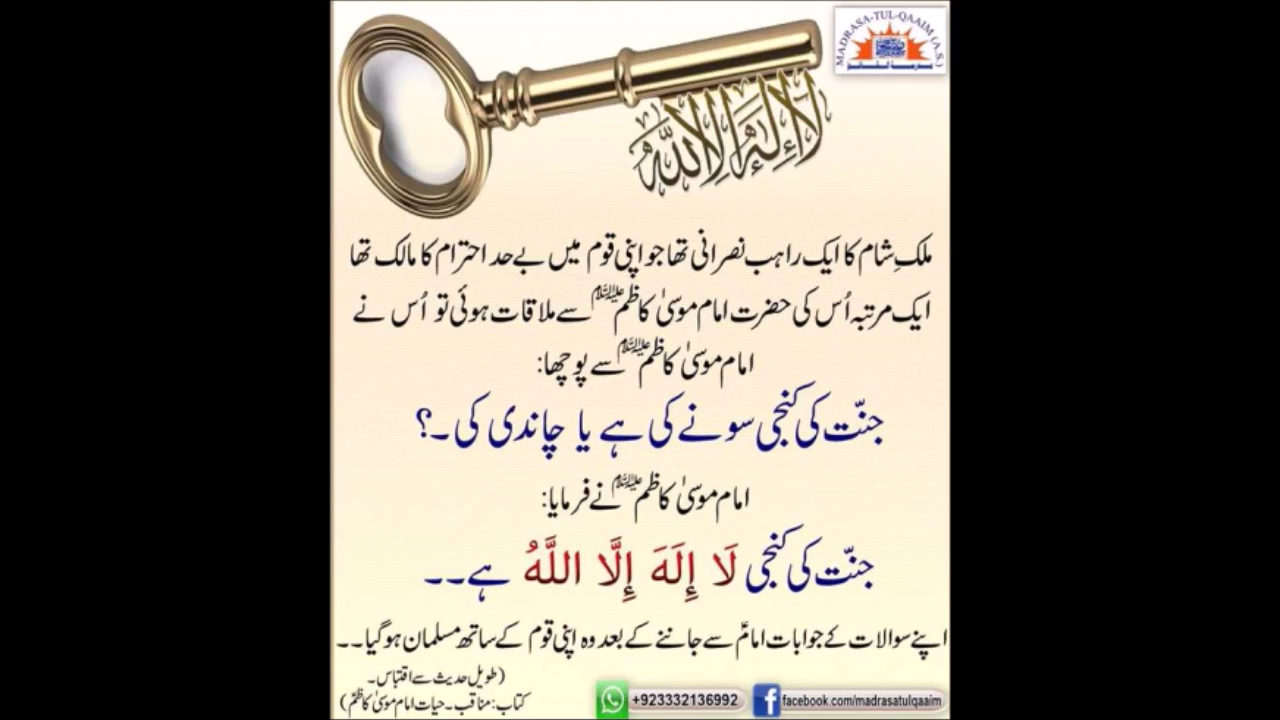 MADRASA-TUL-QAAIM (A.S.)
لَا إِلٰهَ إِلَّا اللّٰهُ
ملکِ شام کا ایک راہب نصرانی تھا جو اپنی قوم میں بے حد احترام کا مالک تھا
ایک مرتبہ اُس کی حضرت امام موسیٰ کاظم علیہ السلام سے ملاقات ہوئی تو اُس نے
امام موسیٰ کاظم علیہ السلام سے پوچھا:
جنّت کی کنجی سونے کی ہے یا چاندی کی۔؟
امام موسیٰ کاظم علیہ السلام نے فرمایا:
جنّت کی کنجی لَا إِلَهَ إِلَّا اللَّهُ ہے۔۔
اپنے سوالات کے جوابات امامؑ سے جاننے کے بعد وہ اپنی قوم کے ساتھ مسلمان ہو گیا۔۔
(طویل حدیث سے اقتباس۔
کتاب: مناقب۔ حیات امام موسیٰ کاظمؑ)
+923332136992
facebook.com/madrasatulqaaim